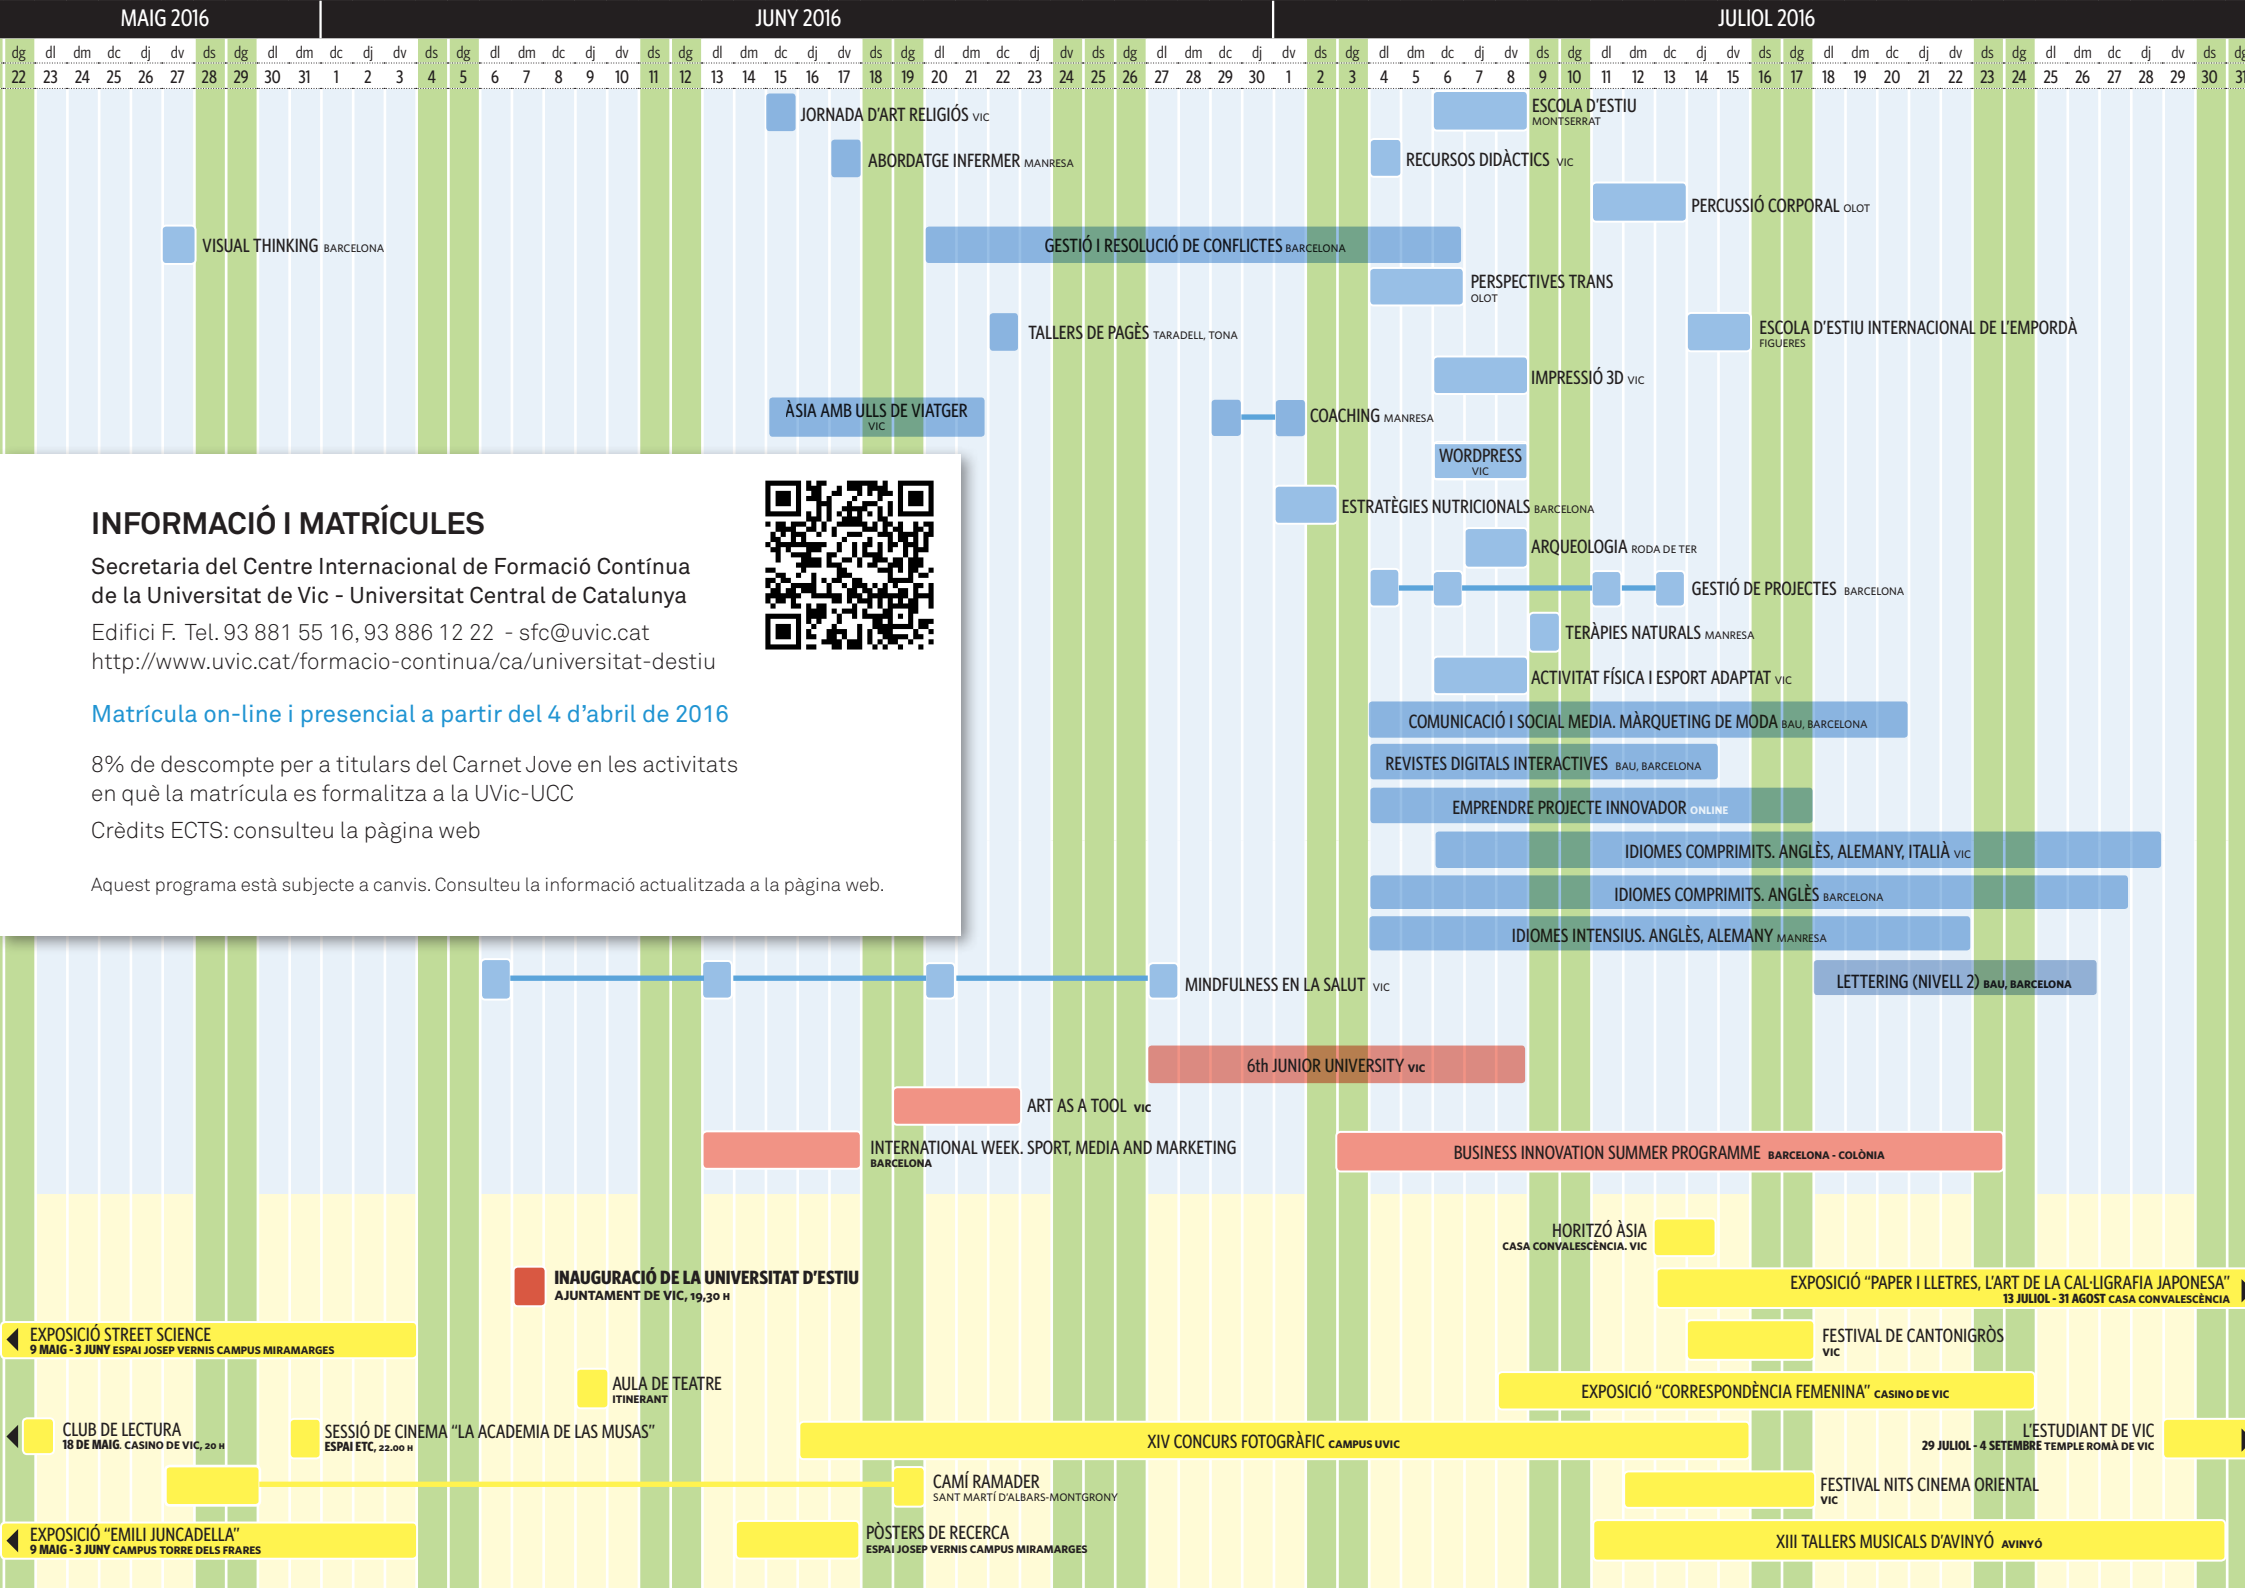 MAIG 2016 JUNY 2016 JULIOL 2016
dg dl dm dc dj dv ds dg dl dm dc dj dv ds dg dl dm dc dj dv ds dg dl dm dc dj dv ds dg dl dm dc dj dv ds dg dl dm dc dj dv ds dg dl dm dc dj dv ds dg dl dm dc dj dv ds dg dl dm dc dj dv ds dg dl dm dc dj dv ds dg
22 23 24 25 26 27 28 29 30 31 1 2 3 4 5 6 7 8 9 10 11 12 13 14 15 16 17 18 19 20 21 22 23 24 25 26 27 28 29 30 1 2 3 4 5 6 7 8 9 10 11 12 13 14 15 16 17 18 19 20 21 22 23 24 25 26 27 28 29 30 31
JORNADA D'ART RELIGIÓS VIC
ESCOLA D'ESTIU
MONTSERRAT
ABORDATGE INFERMER MANRESA
RECURSOS DIDÀCTICS VIC
PERCUSSIÓ CORPORAL OLOT
VISUAL THINKING BARCELONA
GESTIÓ I RESOLUCIÓ DE CONFLICTES BARCELONA
PERSPECTIVES TRANS
OLOT
TALLERS DE PAGÈS TARADELL, TONA
ESCOLA D'ESTIU INTERNACIONAL DE L'EMPORDÀ
FIGUERES
IMPRESSIÓ 3D VIC
ÀSIA AMB ULLS DE VIATGER
VIC
COACHING MANRESA
WORDPRESS
VIC
ESTRATÈGIES NUTRICIONALS BARCELONA
ARQUEOLOGIA RODA DE TER
GESTIÓ DE PROJECTES BARCELONA
TERÀPIES NATURALS MANRESA
ACTIVITAT FÍSICA I ESPORT ADAPTAT VIC
COMUNICACIÓ I SOCIAL MEDIA. MÀRQUETING DE MODA BAU, BARCELONA
REVISTES DIGITALS INTERACTIVES BAU, BARCELONA
EMPRENDRE PROJECTE INNOVADOR ONLINE
IDIOMES COMPRIMITS. ANGLÈS, ALEMANY, ITALIÀ VIC
IDIOMES COMPRIMITS. ANGLÈS BARCELONA
IDIOMES INTENSIUS. ANGLÈS, ALEMANY MANRESA
INFORMACIÓ I MATRÍCULES
Secretaria del Centre Internacional de Formació Contínua
de la Universitat de Vic - Universitat Central de Catalunya
Edifici F. Tel. 93 881 55 16, 93 886 12 22 - sfc@uvic.cat
http://www.uvic.cat/formacio-continua/ca/universitat-destiu
Matrícula on-line i presencial a partir del 4 d'abril de 2016
8% de descompte per a titulars del Carnet Jove en les activitats
en què la matrícula es formalitza a la UVic-UCC
Crèdits ECTS: consulteu la pàgina web
Aquest programa està subjecte a canvis. Consulteu la informació actualitzada a la pàgina web.
MINDFULNESS EN LA SALUT VIC
LETTERING (NIVELL 2) BAU, BARCELONA
6th JUNIOR UNIVERSITY VIC
ART AS A TOOL VIC
INTERNATIONAL WEEK. SPORT, MEDIA AND MARKETING
BARCELONA
BUSINESS INNOVATION SUMMER PROGRAMME BARCELONA - COLÒNIA
HORITZÓ ÀSIA
CASA CONVALESCÈNCIA. VIC
INAUGURACIÓ DE LA UNIVERSITAT D'ESTIU
AJUNTAMENT DE VIC, 19,30 H
EXPOSICIÓ “PAPER I LLETRES, L'ART DE LA CAL·LIGRAFIA JAPONESA”
13 JULIOL - 31 AGOST CASA CONVALESCÈNCIA
EXPOSICIÓ STREET SCIENCE
9 MAIG - 3 JUNY ESPAI JOSEP VERNIS CAMPUS MIRAMARGES
FESTIVAL DE CANTONIGRÒS
VIC
AULA DE TEATRE
ITINERANT
EXPOSICIÓ “CORRESPONDÈNCIA FEMENINA” CASINO DE VIC
CLUB DE LECTURA
18 DE MAIG. CASINO DE VIC, 20 H
SESSIÓ DE CINEMA “LA ACADEMIA DE LAS MUSAS”
ESPAI ETC, 22.00 H
XIV CONCURS FOTOGRÀFIC CAMPUS UVIC
L'ESTUDIANT DE VIC
29 JULIOL - 4 SETEMBRE TEMPLE ROMÀ DE VIC
CAMÍ RAMADER
SANT MARTÍ D'ALBARS-MONTGRONY
FESTIVAL NITS CINEMA ORIENTAL
VIC
EXPOSICIÓ “EMILI JUNCADELLA”
9 MAIG - 3 JUNY CAMPUS TORRE DELS FRARES
PÒSTERS DE RECERCA
ESPAI JOSEP VERNIS CAMPUS MIRAMARGES
XIII TALLERS MUSICALS D'AVINYÓ AVINYÓ